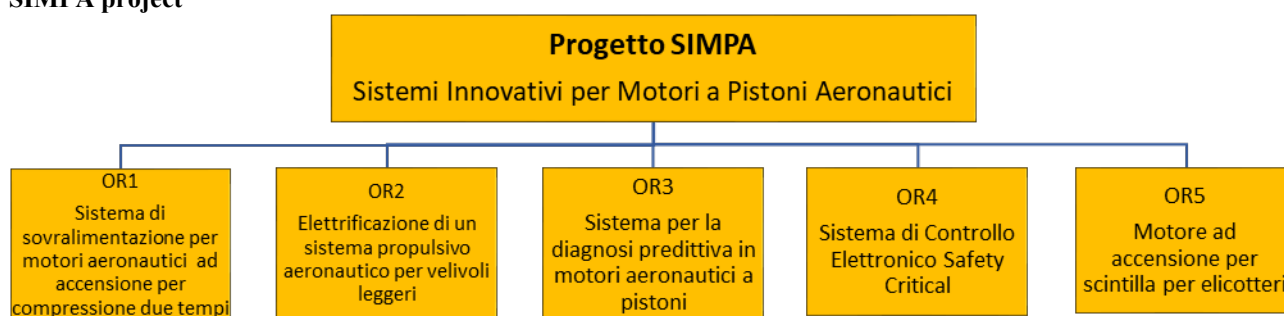 SIMPA project
Progetto SIMPA
Sistemi Innovativi per Motori a Pistoni Aeronautici
OR1
Sistema di
sovralimentazione per
motori aeronautici ad
accensione per
compressione due tempi
OR2
Elettrificazione di un
sistema propulsivo
aeronautico per velivoli
leggeri
OR3
Sistema per la
diagnosi predittiva in
motori aeronautici a
pistoni
OR4
Sistema di Controllo
Elettronico Safety
Critical
OR5
Motore ad
accensione per
scintilla per elicotteri